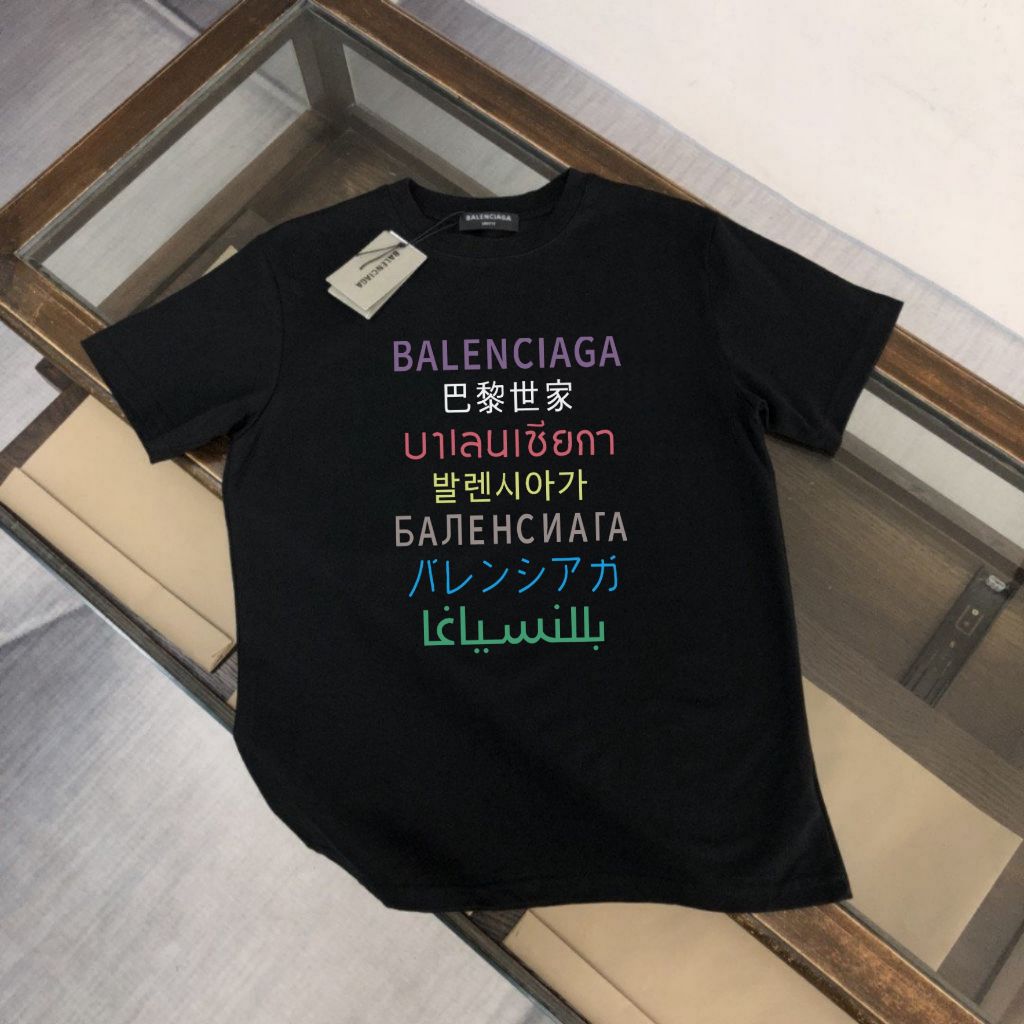 BALENCIAGA
BALENCIAGA
BALENCIAGA
巴黎世家
บาเลนเซียกา
발렌시아가
БАЛЕНСИАГА
バレンシアガ
بالنسياغا